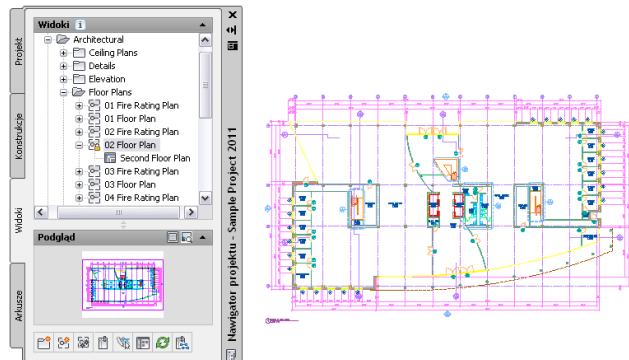 Widoki
Architectural
Ceiling Plans
Details
Elevation
Floor Plans
01 Fire Rating Plan
01 Floor Plan
02 Fire Rating Plan
02 Floor Plan
Second Floor Plan
03 Fire Rating Plan
03 Floor Plan
04 Fire Rating Plan
Podgląd
Projekt
Konstrukcje
Widoki
Arkusze
Nawigator projektu - Sample Project 2011